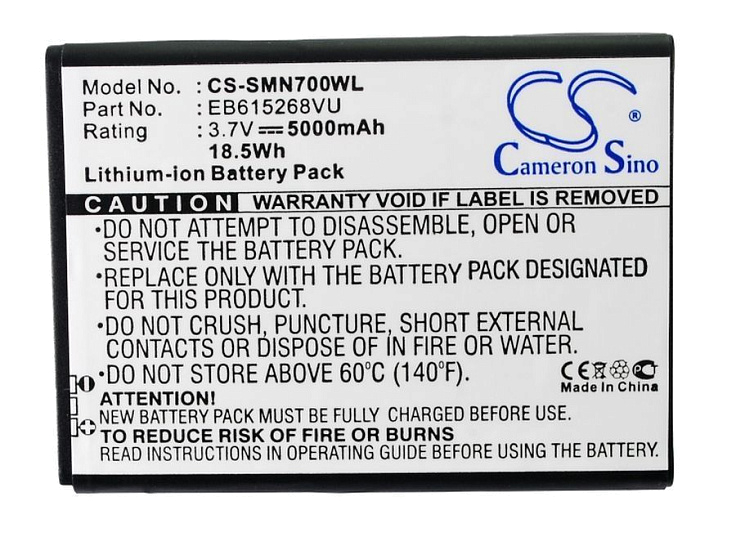 Model No. : CS-SMN700WL
Part No. : EB615268VU
Rating : 3.7V 5000mAh
18.5Wh
Lithium-ion Battery Pack
CS ®
Cameron Sino
CAUTION WARRANTY VOID IF LABEL IS REMOVED
•DO NOT ATTEMPT TO DISASSEMBLE, OPEN OR
SERVICE THE BATTERY PACK.
•REPLACE ONLY WITH THE BATTERY PACK DESIGNATED
FOR THIS PRODUCT.
•DO NOT CRUSH, PUNCTURE, SHORT EXTERNAL
CONTACTS OR DISPOSE OF IN FIRE OR WATER.
•DO NOT STORE ABOVE 60°C (140°F).
CE
Made In China
ATTENTION!
NEW BATTERY PACK MUST BE FULLY CHARGED BEFORE USE
TO REDUCE RISK OF FIRE OR BURNS
READ INSTRUCTIONS IN OPERATING GUIDE BEFORE USING THE BATTERY.